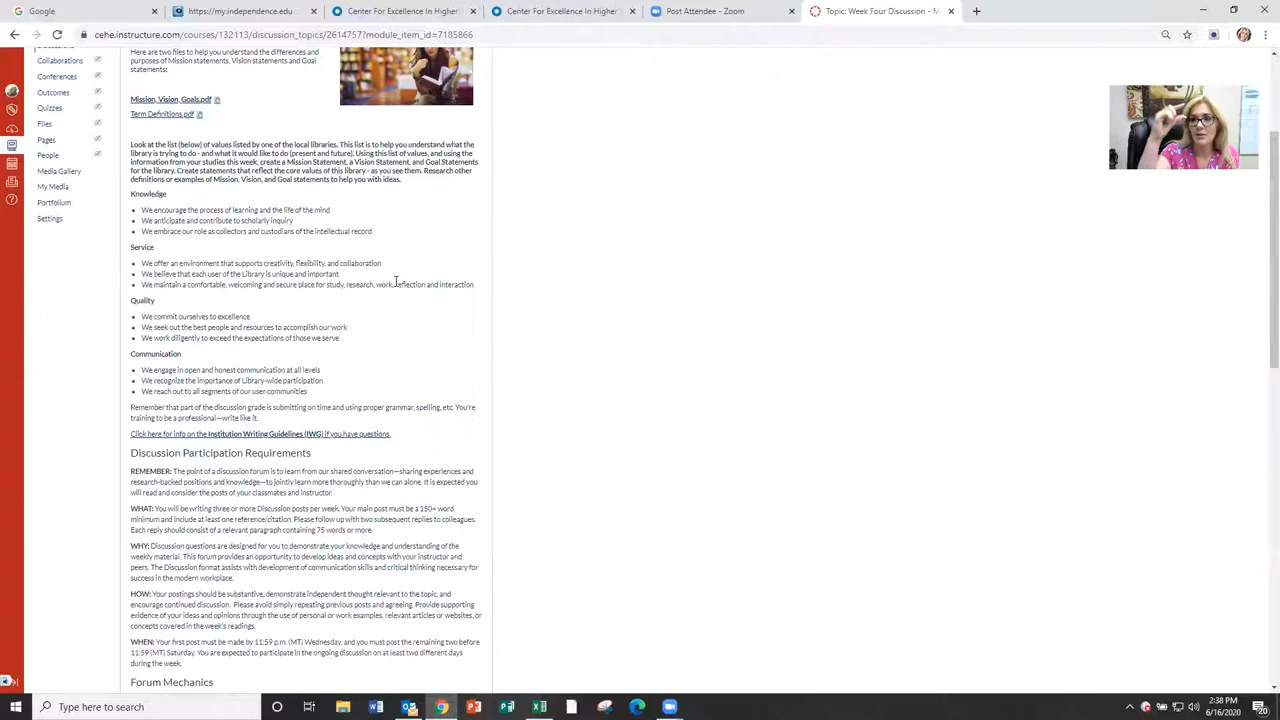 Google
https://my.independence.edu
Center For Excellence In Higher
Center For Excellence In Higher
Post Attendee - Zoom
Topic: Week Four Discussion - M
cehe.instructure.com/courses/132113/discussion_topics/2614757?module_item_id=7185866
Collaborations
Conferences
Outcomes
Quizzes
Files
Pages
People
Media Gallery
My Media
Portfolium
Settings
Here are two files to help you understand the differences and
purposes of Mission statements. Vision statements and Goal
statements:
Mission, Vision, Goals.pdf
Term Definitions.pdf
Look at the list (below) of values listed by one of the local libraries. This list is to help you understand what the
library is trying to do - and what it would like to do (present and future). Using this list of values, and using the
information from your studies this week, create a Mission Statement, a Vision Statement, and Goal Statements
for the library. Create statements that reflect the core values of this library - as you see them. Research other
definitions or examples of Mission, Vision, and Goal statements to help you with ideas.
Knowledge
• We encourage the process of learning and the life of the mind
• We anticipate and contribute to scholarly inquiry
• We embrace our role as collectors and custodians of the intellectual record
Service
• We offer an environment that supports creativity, flexibility, and collaboration
• We believe that each user of the Library is unique and important
• We maintain a comfortable, welcoming and secure place for study, research, work, reflection and interaction
Quality
• We commit ourselves to excellence
• We seek out the best people and resources to accomplish our work
• We work diligently to exceed the expectations of those we serve
Communication
• We engage in open and honest communication at all levels
• We recognize the importance of Library-wide participation
• We reach out to all segments of our user communities
Remember that part of the discussion grade is submitting on time and using proper grammar, spelling, etc. You're
training to be a professional—write like it.
Click here for info on the Institution Writing Guidelines (IWG) if you have questions.
Discussion Participation Requirements
REMEMBER: The point of a discussion forum is to learn from our shared conversation—sharing experiences and
research-backed positions and knowledge—to jointly learn more thoroughly than we can alone. It is expected you
will read and consider the posts of your classmates and instructor.
WHAT: You will be writing three or more Discussion posts per week. Your main post must be a 150+ word
minimum and include at least one reference/citation. Please follow up with two subsequent replies to colleagues.
Each reply should consist of a relevant paragraph containing 75 words or more.
WHY: Discussion questions are designed for you to demonstrate your knowledge and understanding of the
weekly material. This forum provides an opportunity to develop ideas and concepts with your instructor and
peers. The Discussion format assists with development of communication skills and critical thinking necessary for
success in the modern workplace.
HOW: Your postings should be substantive, demonstrate independent thought relevant to the topic, and
encourage continued discussion. Please avoid simply repeating previous posts and agreeing. Provide supporting
evidence of your ideas and opinions through the use of personal or work examples, relevant articles or websites, or
concepts covered in the week's readings.
WHEN: Your first post must be made by 11:59 p.m. (MT) Wednesday, and you must post the remaining two before
11:59 (MT) Saturday. You are expected to participate in the ongoing discussion on at least two different days
during the week.
Forum Mechanics
Type here to search
2:38 PM
6/16/2020